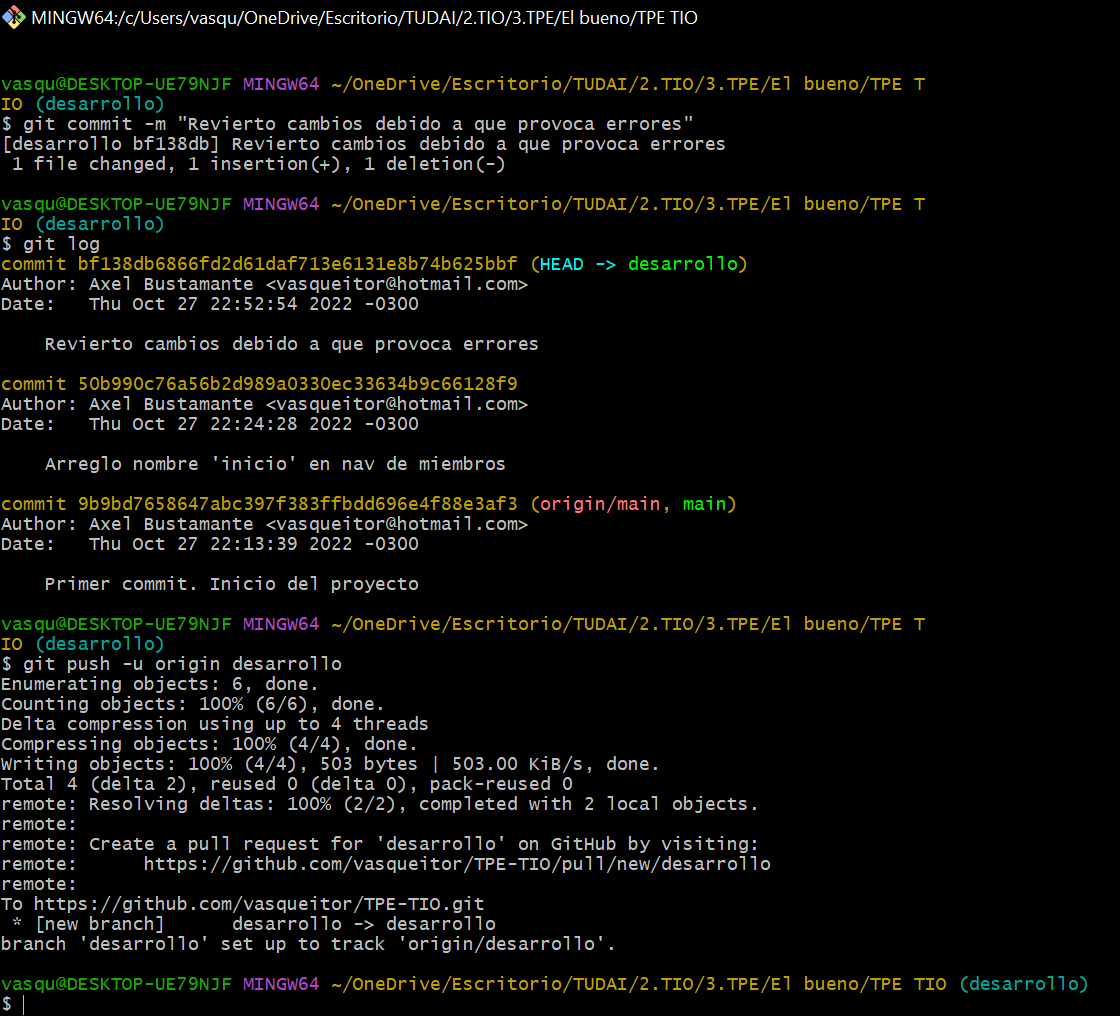 MINGW64:/c/Users/vasqu/OneDrive/Escritorio/TUDAI/2.TIO/3.TPE/El bueno/TPE TIO
vasqu@DESKTOP-UE79NJF MINGW64 ~/OneDrive/Escritorio/TUDAI/2.TIO/3.TPE/El bueno/TPE T
IO (desarrollo)
$ git commit -m "Revierto cambios debido a que provoca errores"
[desarrollo bf138db] Revierto cambios debido a que provoca errores
 1 file changed, 1 insertion(+), 1 deletion(-)
vasqu@DESKTOP-UE79NJF MINGW64 ~/OneDrive/Escritorio/TUDAI/2.TIO/3.TPE/El bueno/TPE T
IO (desarrollo)
$ git log
commit bf138db6866fd2d61daf713e6131e8b74b625bbf (HEAD -> desarrollo)
Author: Axel Bustamante <vasqueitor@hotmail.com>
Date:   Thu Oct 27 22:52:54 2022 -0300
    Revierto cambios debido a que provoca errores
commit 50b990c76a56b2d989a0330ec33634b9c66128f9
Author: Axel Bustamante <vasqueitor@hotmail.com>
Date:   Thu Oct 27 22:24:28 2022 -0300
    Arreglo nombre 'inicio' en nav de miembros
commit 9b9bd7658647abc397f383ffbdd696e4f88e3af3 (origin/main, main)
Author: Axel Bustamante <vasqueitor@hotmail.com>
Date:   Thu Oct 27 22:13:39 2022 -0300
    Primer commit. Inicio del proyecto
vasqu@DESKTOP-UE79NJF MINGW64 ~/OneDrive/Escritorio/TUDAI/2.TIO/3.TPE/El bueno/TPE T
IO (desarrollo)
$ git push -u origin desarrollo
Enumerating objects: 6, done.
Counting objects: 100% (6/6), done.
Delta compression using up to 4 threads
Compressing objects: 100% (4/4), done.
Writing objects: 100% (4/4), 503 bytes | 503.00 KiB/s, done.
Total 4 (delta 2), reused 0 (delta 0), pack-reused 0
remote: Resolving deltas: 100% (2/2), completed with 2 local objects.
remote:
remote: Create a pull request for 'desarrollo' on GitHub by visiting:
remote:      https://github.com/vasqueitor/TPE-TIO/pull/new/desarrollo
remote:
To https://github.com/vasqueitor/TPE-TIO.git
 * [new branch]      desarrollo -> desarrollo
branch 'desarrollo' set up to track 'origin/desarrollo'.
vasqu@DESKTOP-UE79NJF MINGW64 ~/OneDrive/Escritorio/TUDAI/2.TIO/3.TPE/El bueno/TPE TIO (desarrollo)
$